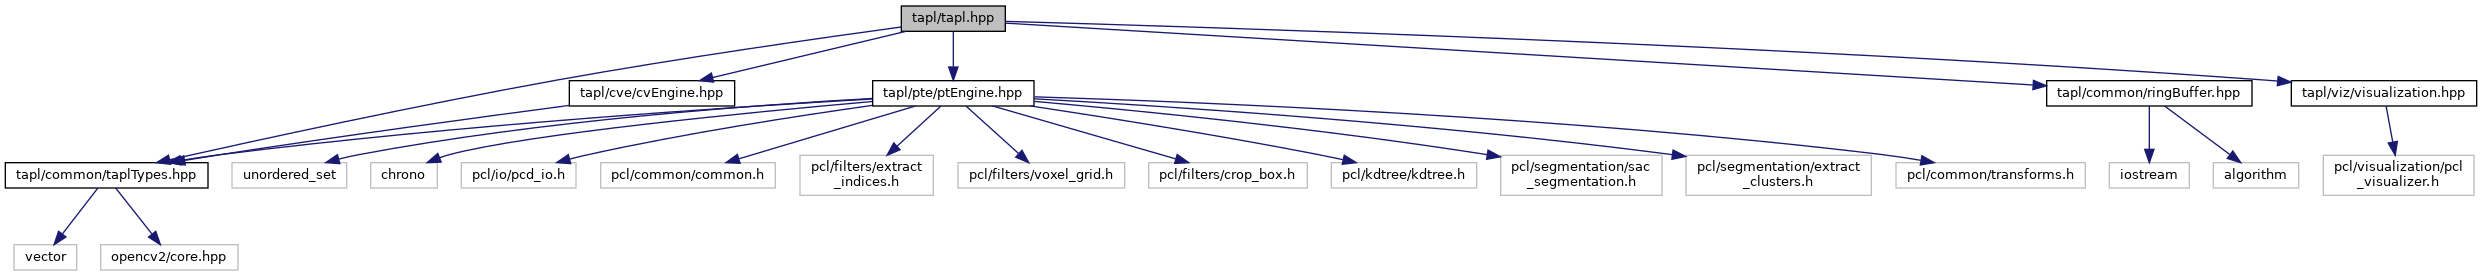 tapl/tapl.hpp
tapl/cve/cvEngine.hpp
tapl/pte/ptEngine.hpp
tapl/common/ringBuffer.hpp
tapl/viz/visualization.hpp
tapl/common/taplTypes.hpp
unordered_set
chrono
pcl/io/pcd_io.h
pcl/common/common.h
pcl/filters/extract
_indices.h
pcl/filters/voxel_grid.h
pcl/filters/crop_box.h
pcl/kdtree/kdtree.h
pcl/segmentation/sac
_segmentation.h
pcl/segmentation/extract
_clusters.h
pcl/common/transforms.h
iostream
algorithm
pcl/visualization/pcl
_visualizer.h
vector
opencv2/core.hpp